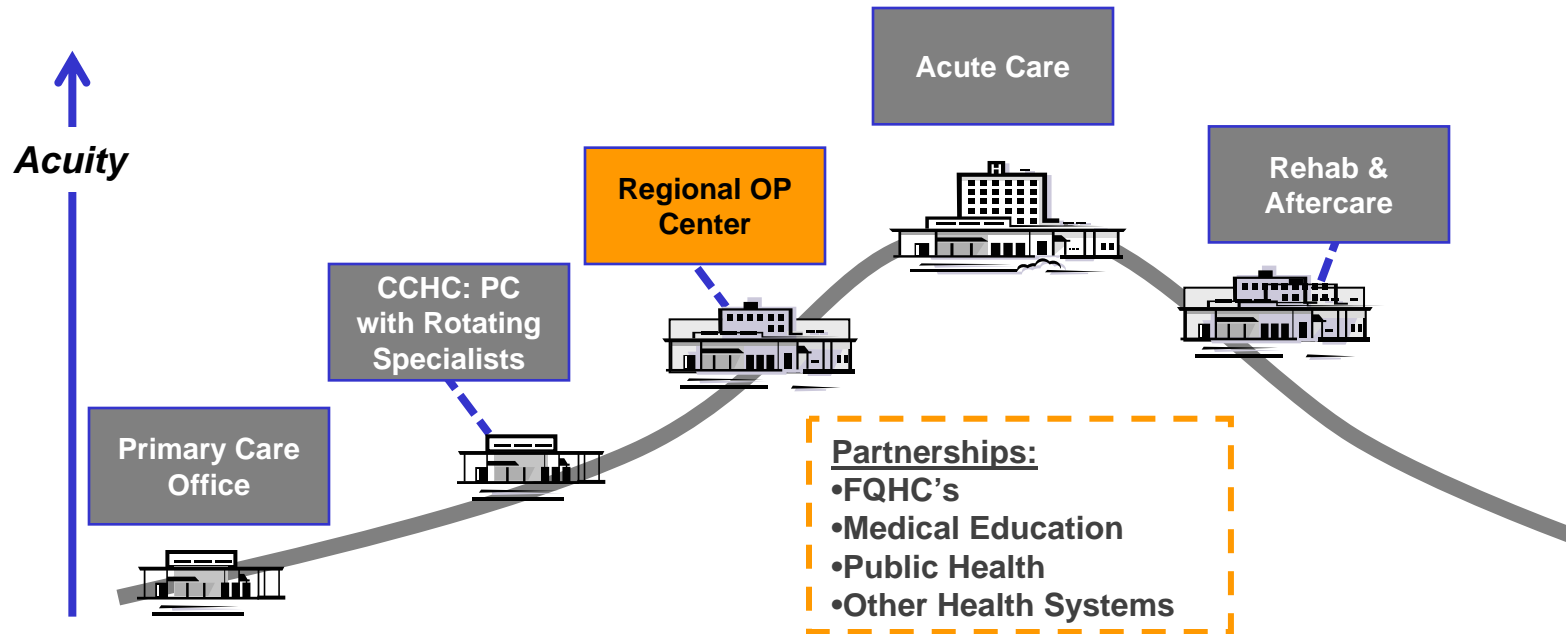 Acuity
Primary Care
Office
CCHC: PC
with Rotating
Specialists
Regional OP
Center
Acute Care
Rehab &
Aftercare
Partnerships:
•FQHC’s
•Medical Education
•Public Health
•Other Health Systems